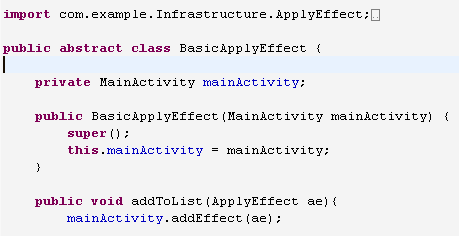 import com.example.Infrastructure.ApplyEffect;
public abstract class BasicApplyEffect {
private MainActivity mainActivity;
public BasicApplyEffect(MainActivity mainActivity) {
super();
this.mainActivity = mainActivity;
}
public void addToList(ApplyEffect ae){
mainActivity.addEffect(ae);